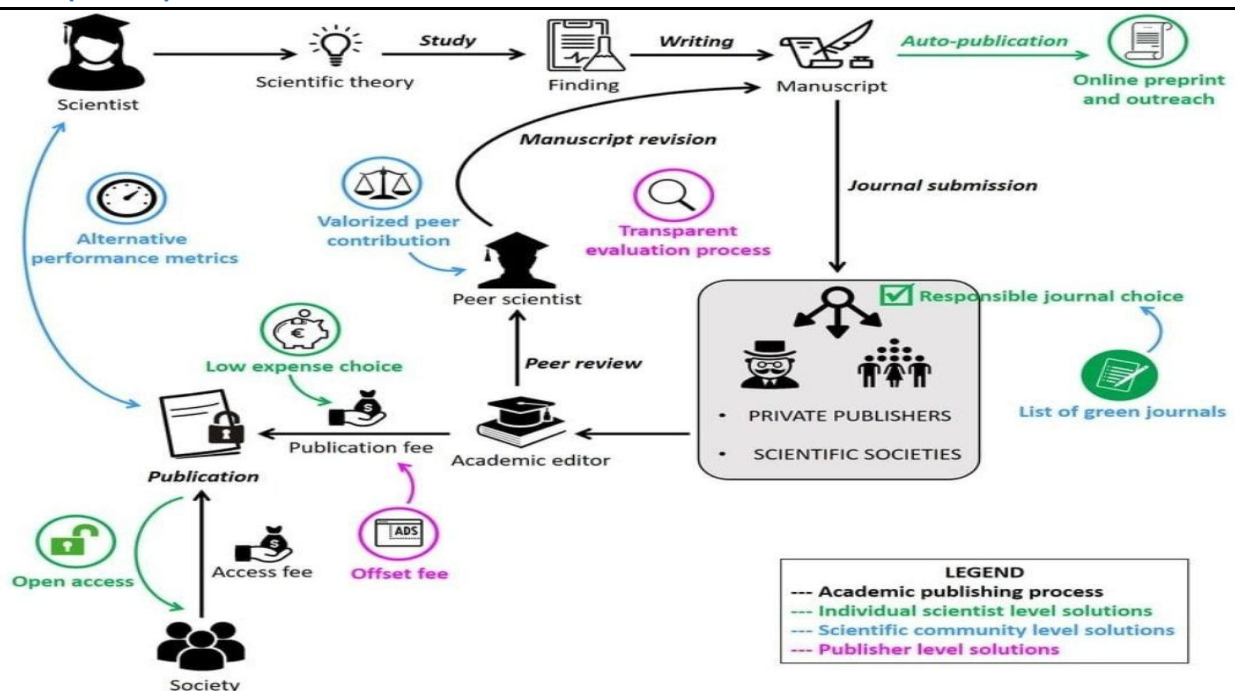 Study
Writing
Auto-publication
Scientist
Scientific theory
Finding
Manuscript
Online preprint
and outreach
Manuscript revision
Journal submission
Alternative
performance metrics
Valorized peer
contribution
Transparent
evaluation process
Peer scientist
Responsible journal choice
Low expense choice
€
Peer review
PRIVATE PUBLISHERS
SCIENTIFIC SOCIETIES
List of green journals
$
Publication fee
Academic editor
Publication
ADS
$
Open access
Access fee
Offset fee
Society
LEGEND
--- Academic publishing process
--- Individual scientist level solutions
--- Scientific community level solutions
--- Publisher level solutions